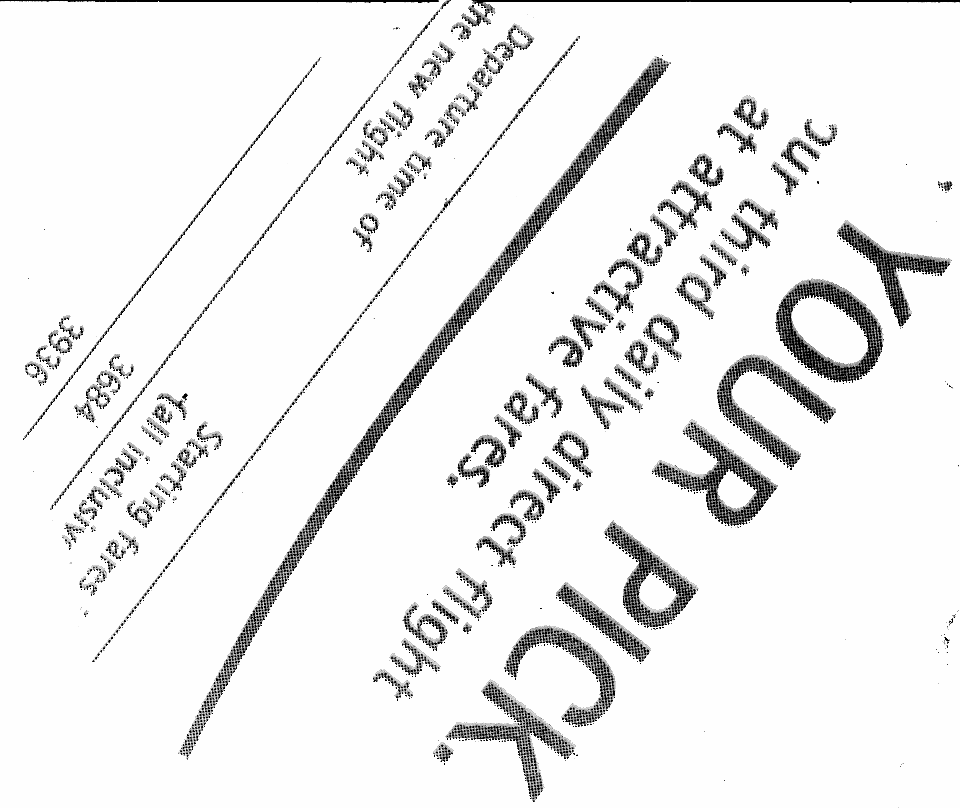 YOUR PICK.
our third daily direct flight
at attractive fares.
Departure time of
the new flight
Starting fares
(all inclusiv
3684
3936